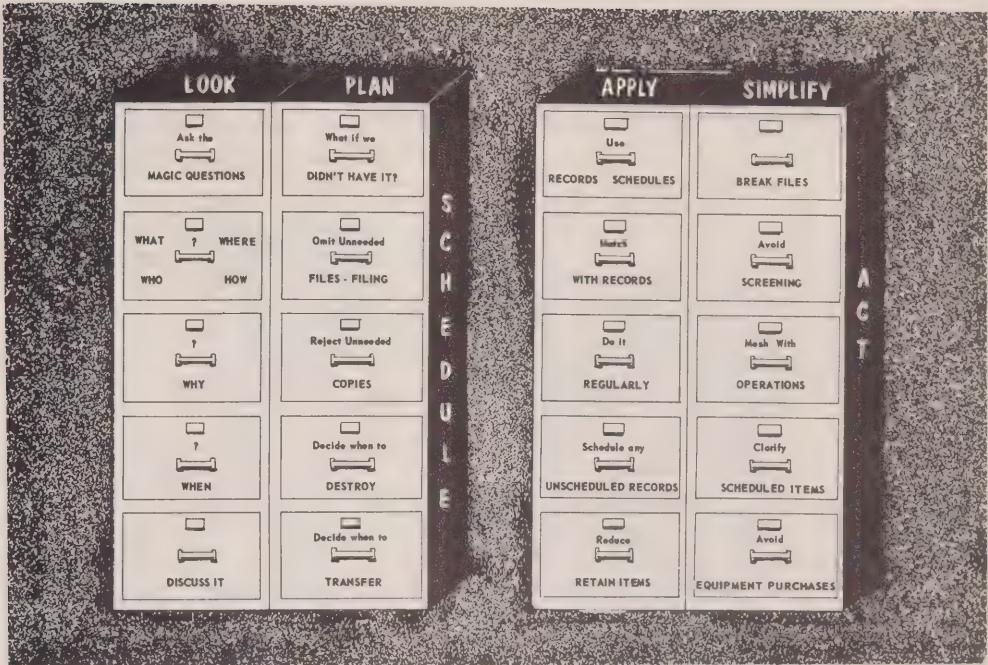 LOOK
Ask the
MAGIC QUESTIONS
WHAT ? WHERE
WHO HOW
?
WHY
?
WHEN
DISCUSS IT
PLAN
What if we
DIDN'T HAVE IT?
Omit Unneeded
FILES - FILING
Reject Unneeded
COPIES
Decide when to
DESTROY
Decide when to
TRANSFER
SCHEDULE
APPLY
Use
RECORDS SCHEDULES
Match
WITH RECORDS
Do it
REGULARLY
Schedule any
UNSCHEDULED RECORDS
Reduce
RETAIN ITEMS
SIMPLIFY
BREAK FILES
Avoid
SCREENING
Mesh With
OPERATIONS
Clarify
SCHEDULED ITEMS
Avoid
EQUIPMENT PURCHASES
ACT